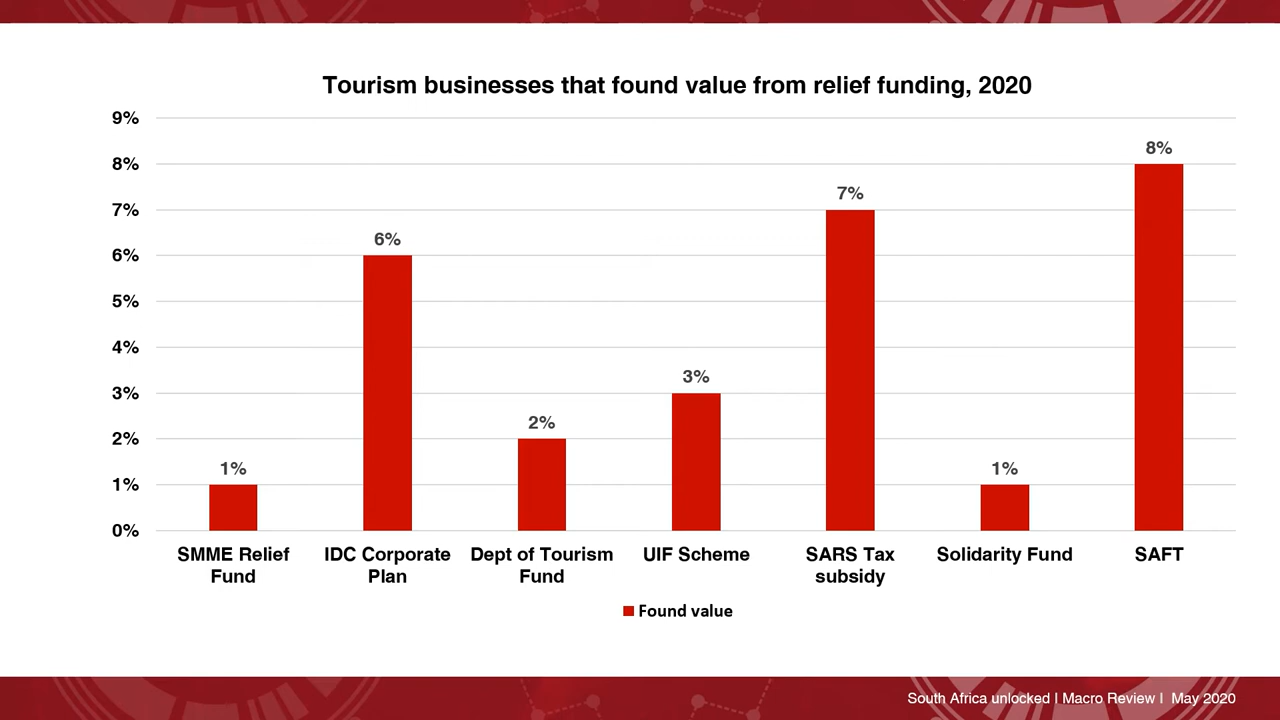 Tourism businesses that found value from relief funding, 2020
9%
8%
7%
6%
5%
4%
3%
2%
1%
0%
1%
6%
2%
3%
7%
1%
8%
SMME Relief
Fund
IDC Corporate
Plan
Dept of Tourism
Fund
UIF Scheme
SARS Tax
subsidy
Solidarity Fund
SAFT
Found value
South Africa unlocked I Macro Review I May 2020